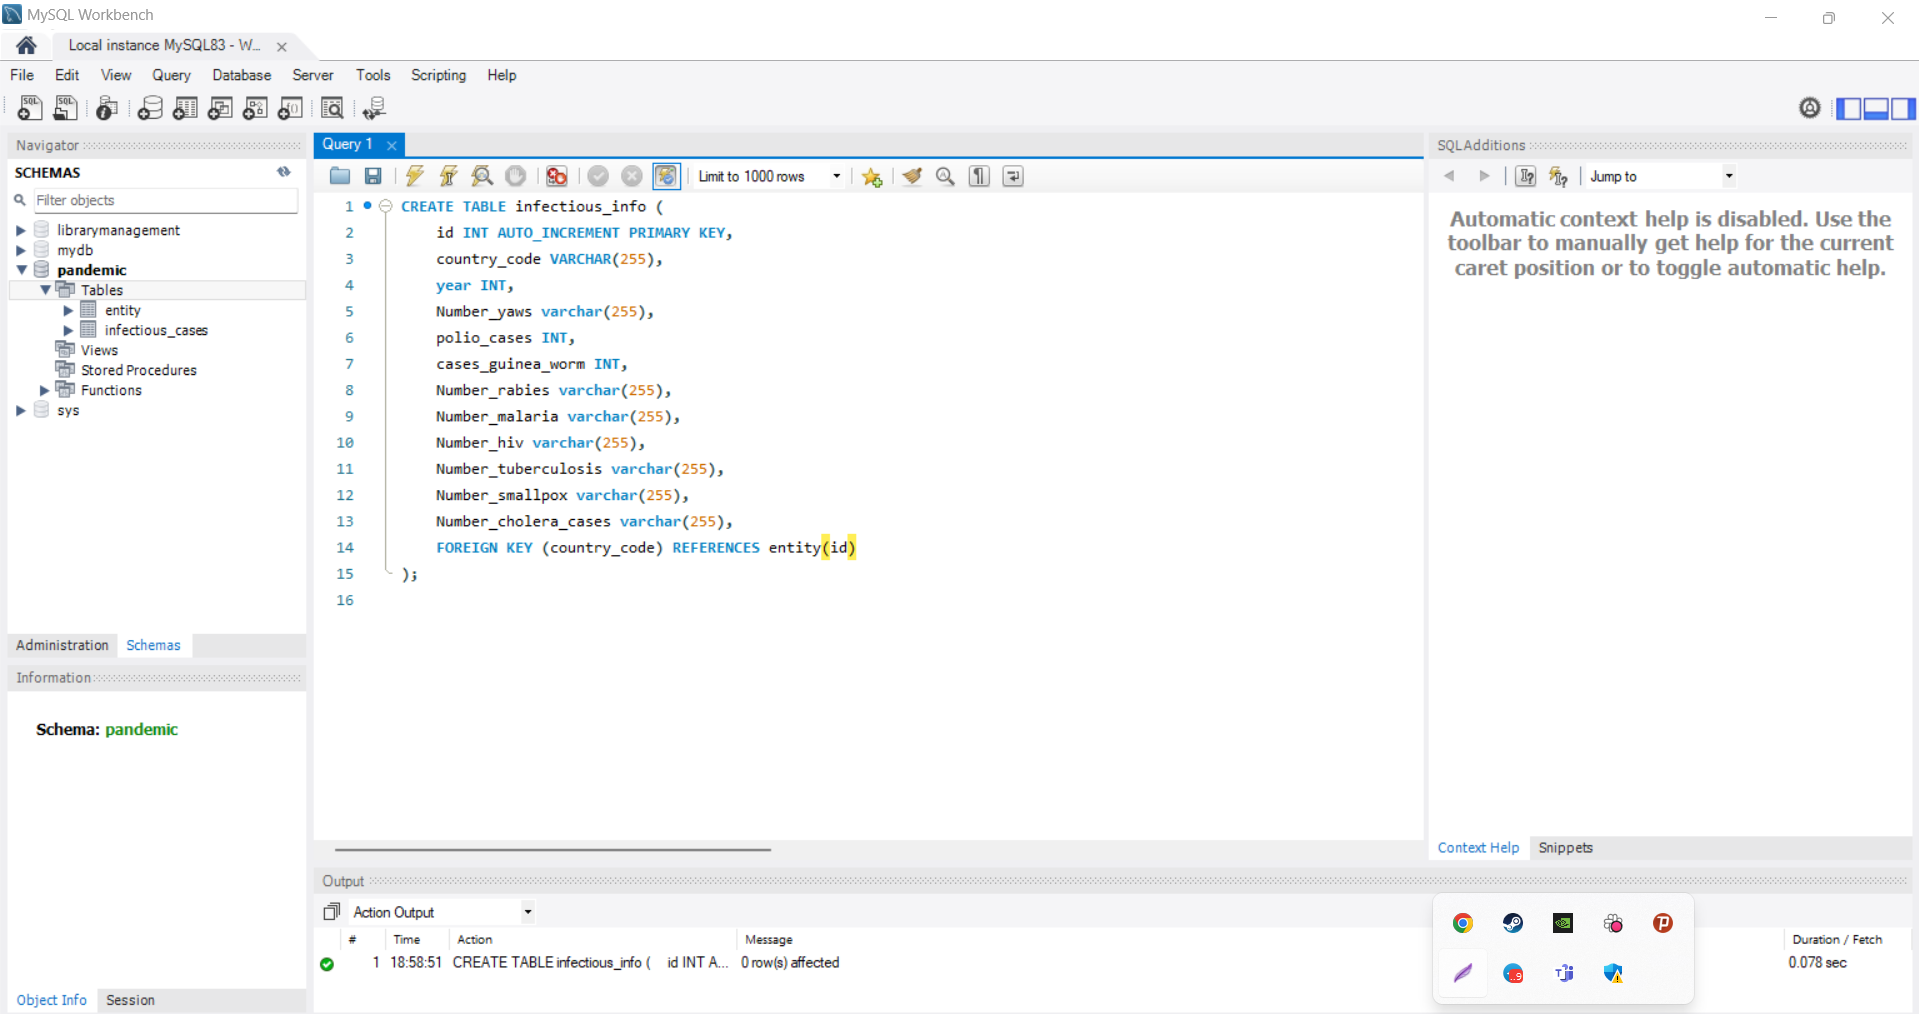 MySQL Workbench
Local instance MySQL83 - W...
File Edit View Query Database Server Tools Scripting Help
Navigator
SCHEMAS
Filter objects
librarymanagement
mydb
pandemic
Tables
entity
infectious_cases
Views
Stored Procedures
Functions
sys
Administration Schemas
Information
Schema: pandemic
Object Info Session
Query 1
Limit to 1000 rows
1 CREATE TABLE infectious_info (
2 id INT AUTO_INCREMENT PRIMARY KEY,
3 country_code VARCHAR(255),
4 year INT,
5 Number_yaws varchar(255),
6 polio_cases INT,
7 cases_guinea_worm INT,
8 Number_rabies varchar(255),
9 Number_malaria varchar(255),
10 Number_hiv varchar(255),
11 Number_tuberculosis varchar(255),
12 Number_smallpox varchar(255),
13 Number_cholera_cases varchar(255),
14 FOREIGN KEY (country_code) REFERENCES entity(id)
15 );
16
SQLAdditions
Jump to
Automatic context help is disabled. Use the
toolbar to manually get help for the current
caret position or to toggle automatic help.
Context Help Snippets
Output
Action Output
# Time Action Message Duration / Fetch
1 18:58:51 CREATE TABLE infectious_info ( id INT A... 0 row(s) affected 0.078 sec